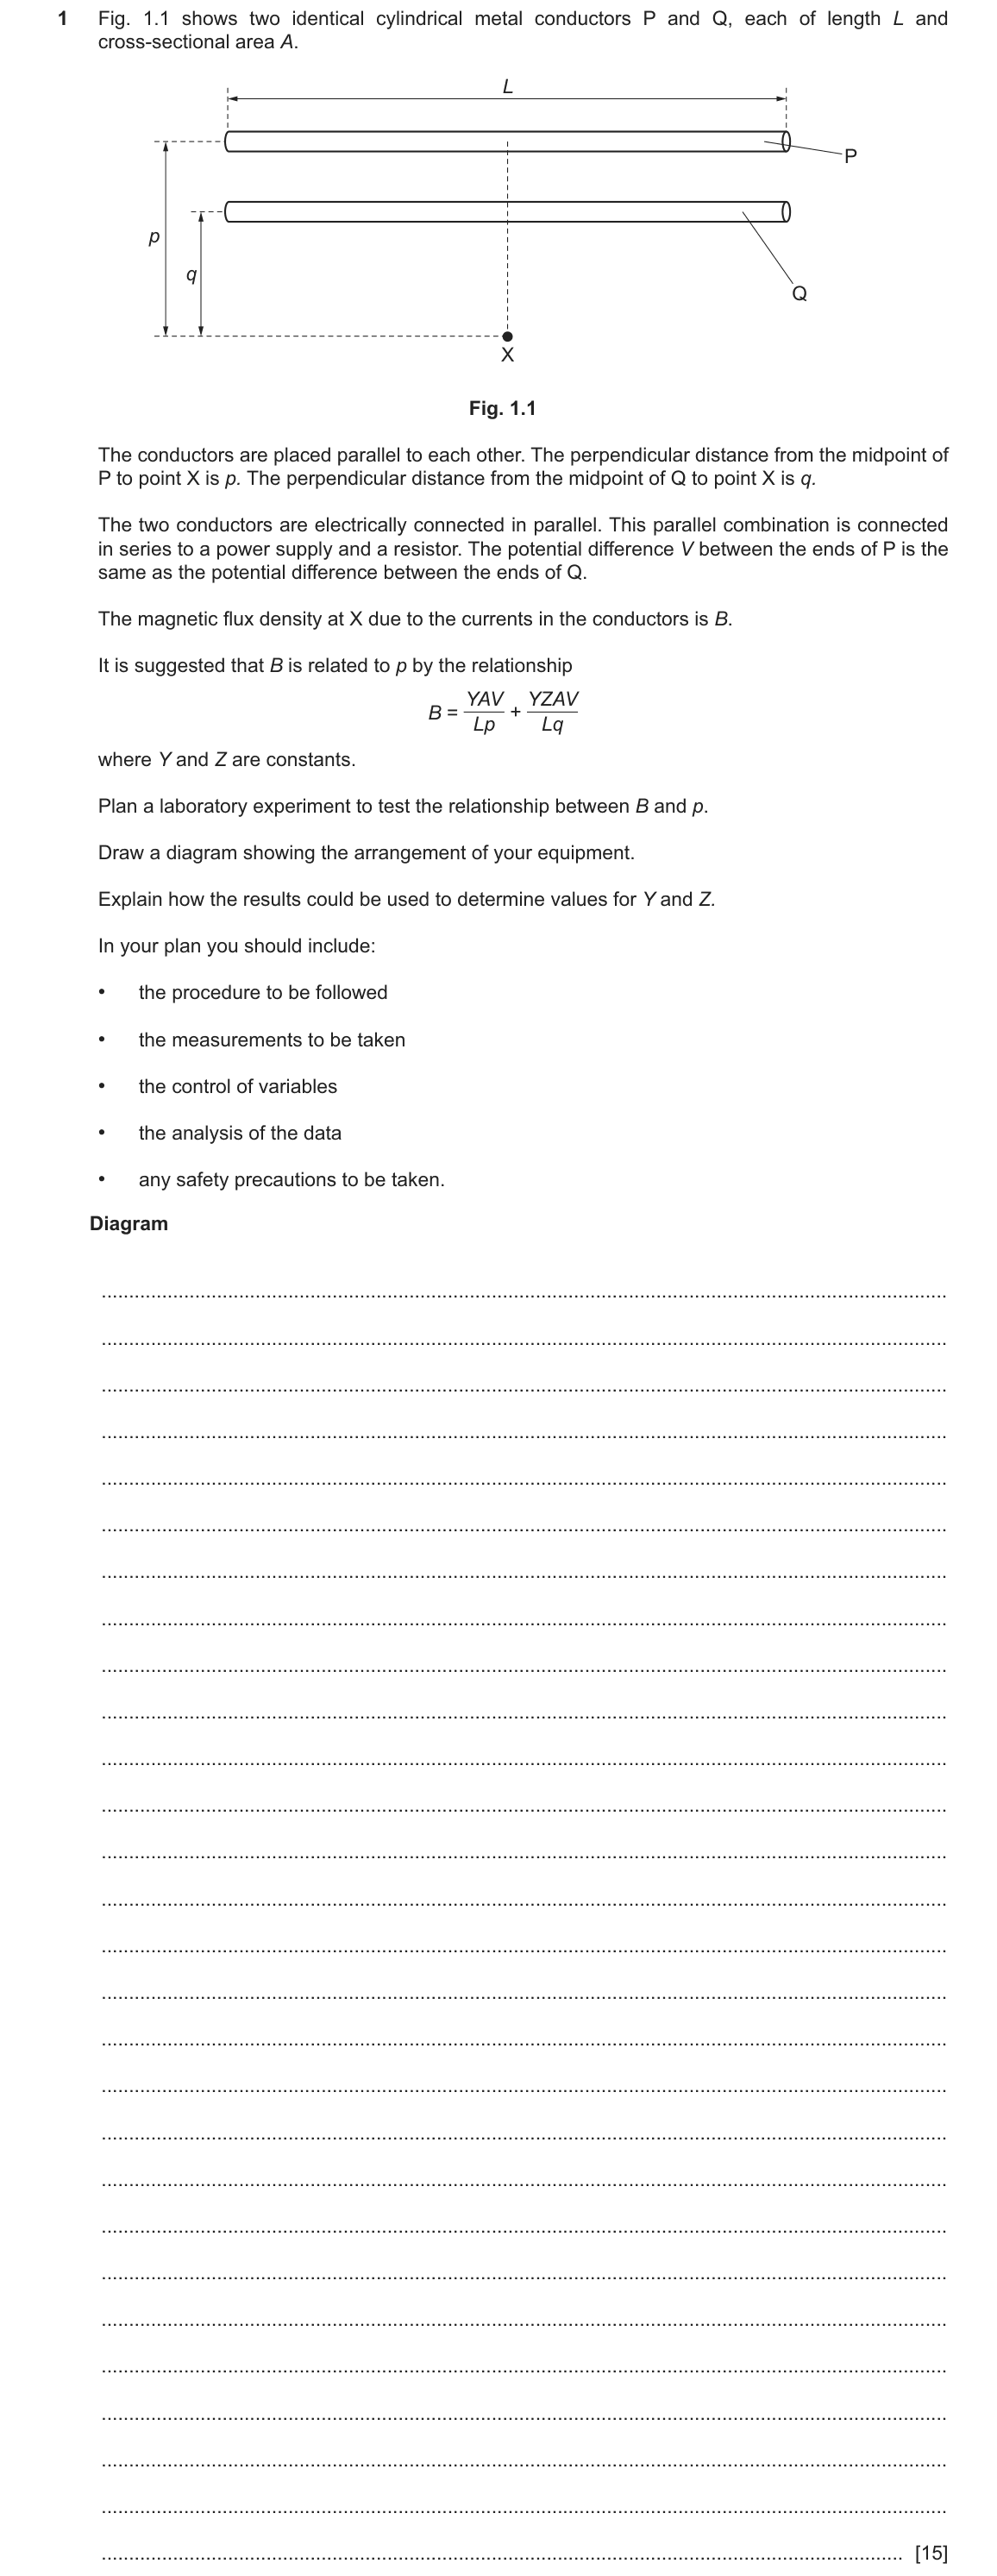 1 Fig. 1.1 shows two identical cylindrical metal conductors P and Q, each of length L and
cross-sectional area A.
L
P
p
q
Q
X
Fig. 1.1
The conductors are placed parallel to each other. The perpendicular distance from the midpoint of
P to point X is p. The perpendicular distance from the midpoint of Q to point X is q.
The two conductors are electrically connected in parallel. This parallel combination is connected
in series to a power supply and a resistor. The potential difference V between the ends of P is the
same as the potential difference between the ends of Q.
The magnetic flux density at X due to the currents in the conductors is B.
It is suggested that B is related to p by the relationship
B = YAV/Lp + YZAV/Lq
where Y and Z are constants.
Plan a laboratory experiment to test the relationship between B and p.
Draw a diagram showing the arrangement of your equipment.
Explain how the results could be used to determine values for Y and Z.
In your plan you should include:
• the procedure to be followed
• the measurements to be taken
• the control of variables
• the analysis of the data
• any safety precautions to be taken.
Diagram
[15]